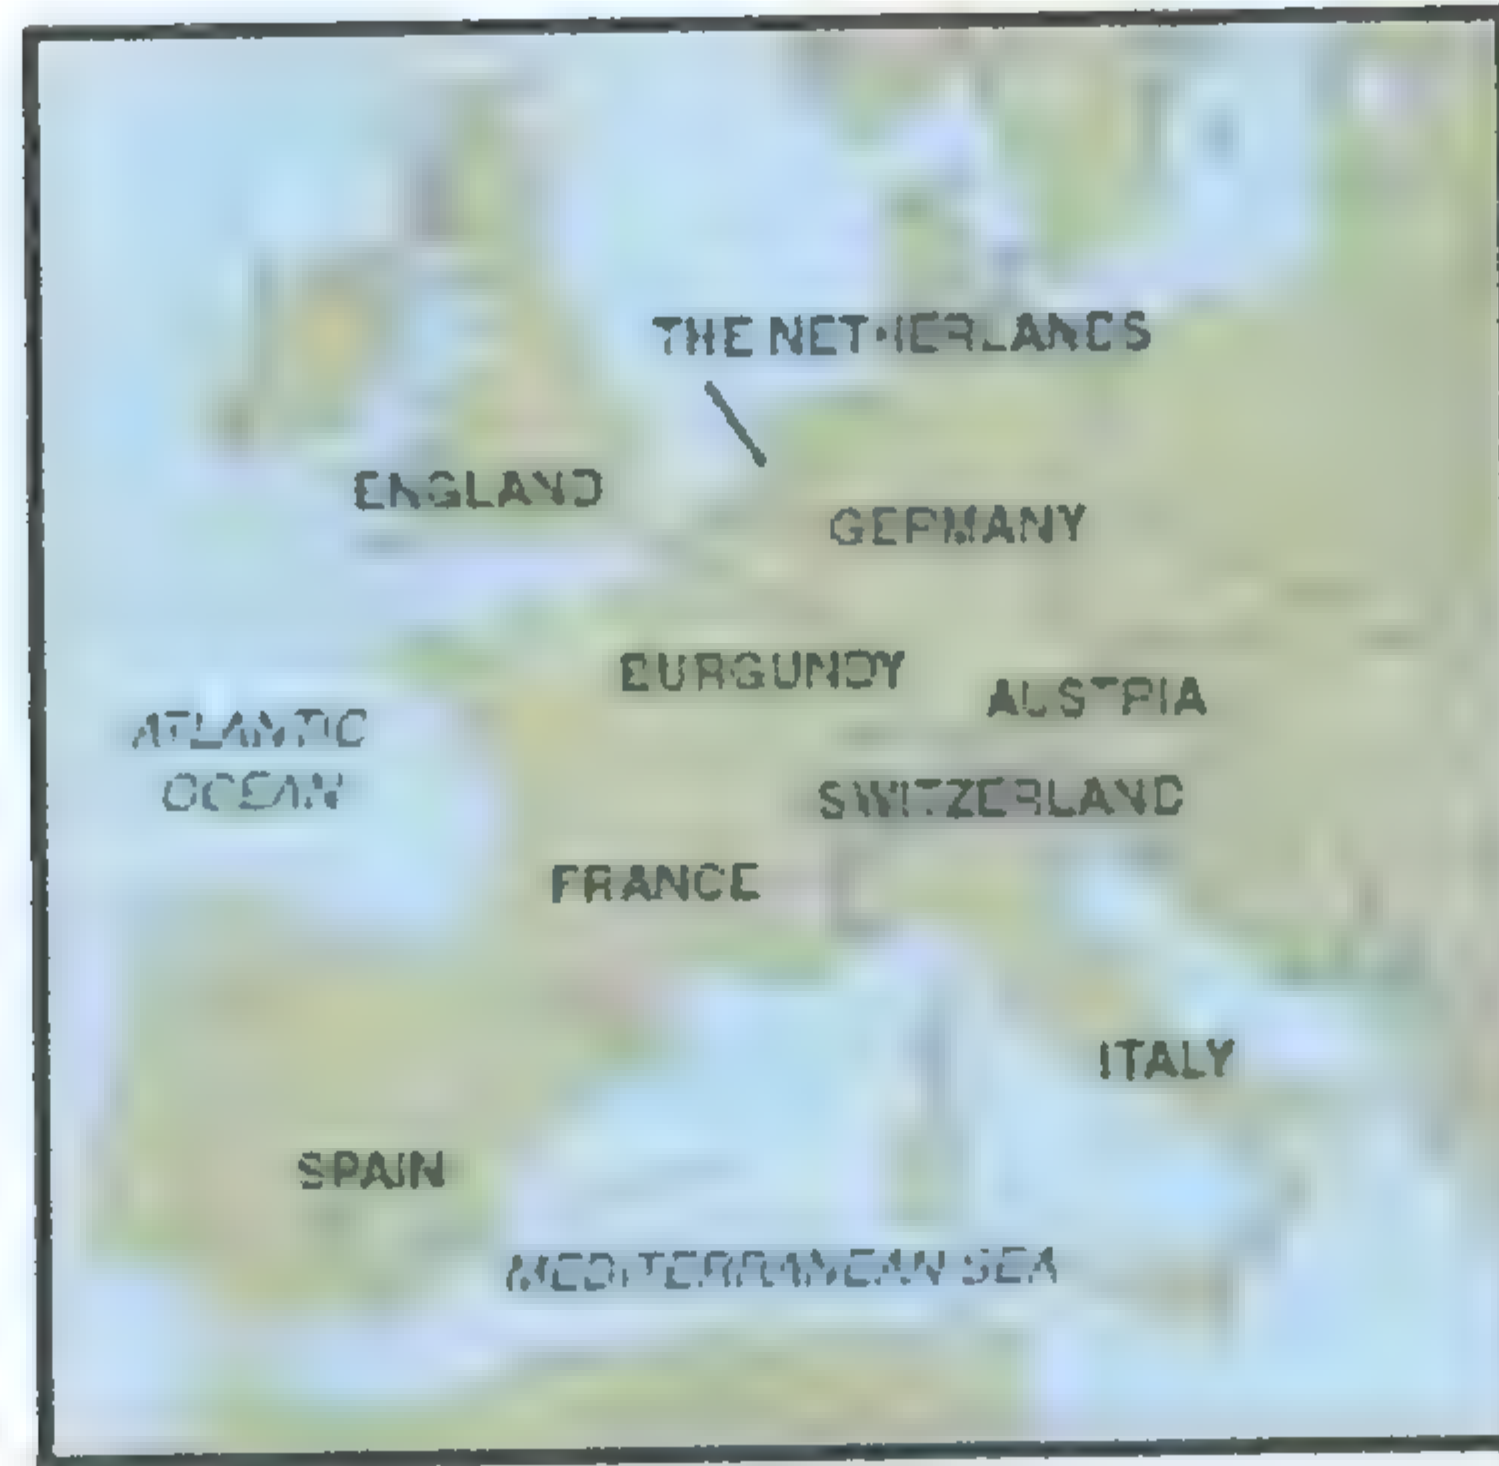 THE NETHERLANDS
ENGLAND
GERMANY
BURGUNDY
AUSTRIA
ATLANTIC
OCEAN
SWITZERLAND
FRANCE
ITALY
SPAIN
MEDITERRANEAN SEA